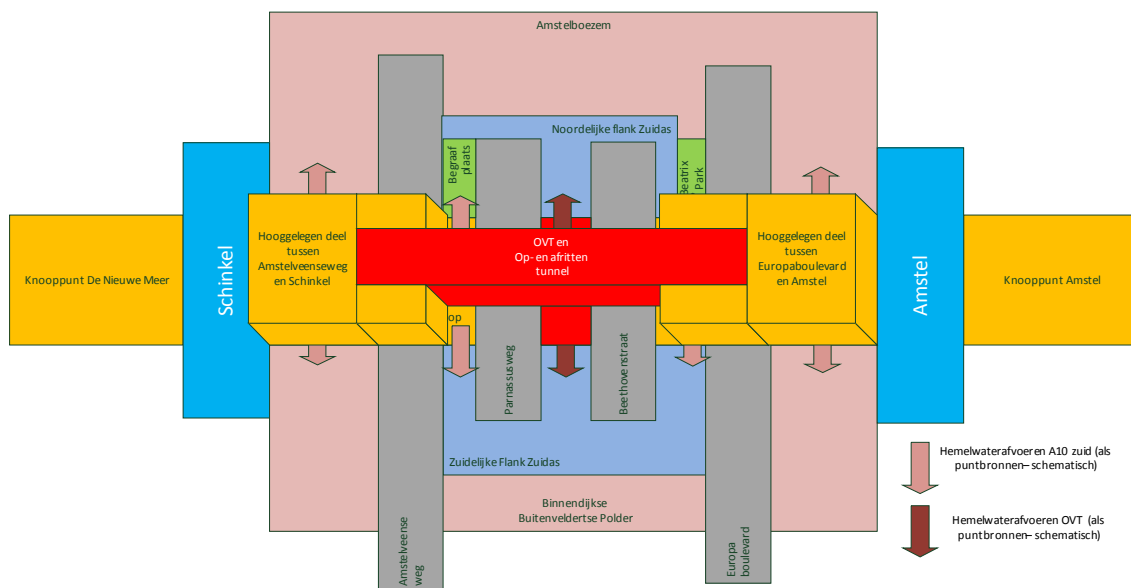 Amstelboezem
Noordelijke flank Zuidas
Begraaf
plaats
Beatrix
Park
Hooggelegen deel
tussen
Amstelveenseweg
en Schinkel
OVT en
Op- en afritten
tunnel
Hooggelegen deel
tussen
Europaboulevard
en Amstel
Knooppunt De Nieuwe Meer
Schinkel
Amstel
Knooppunt Amstel
op
Parnassusweg
Beethovenstraat
Zuidelijke Flank Zuidas
Binnendijkse
Buitenveldertse Polder
Amstelveense
weg
Europa
boulevard
Hemelwaterafvoeren A10 zuid (als
puntbronnen– schematisch)
Hemelwaterafvoeren OVT (als
puntbronnen– schematisch)